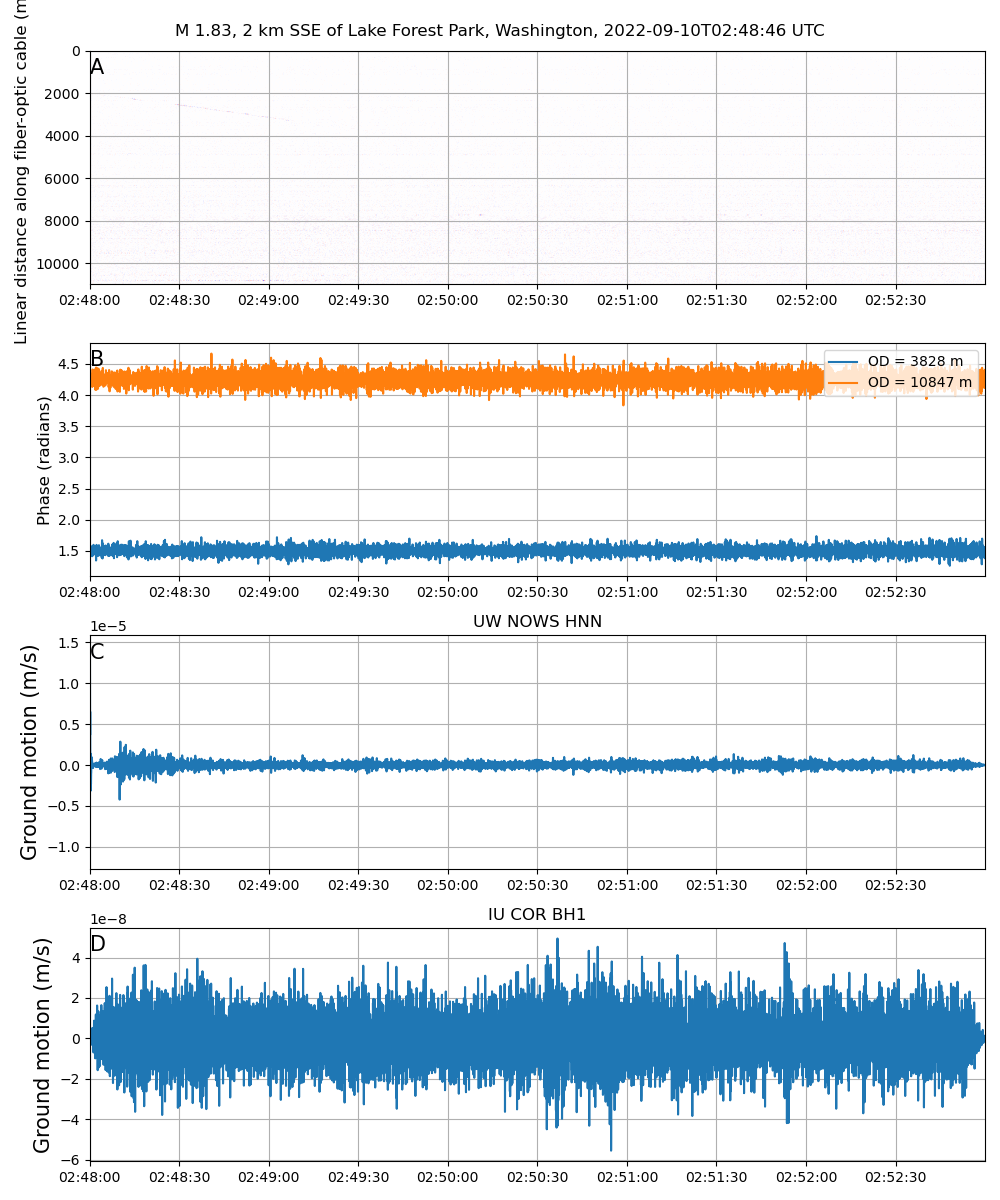 M 1.83, 2 km SSE of Lake Forest Park, Washington, 2022-09-10T02:48:46 UTC
Linear distance along fiber-optic cable (m
A
0
2000
4000
6000
8000
10000
02:48:00 02:48:30 02:49:00 02:49:30 02:50:00 02:50:30 02:51:00 02:51:30 02:52:00 02:52:30
Phase (radians)
B
4.5
4.0
3.5
3.0
2.5
2.0
1.5
OD = 3828 m
OD = 10847 m
02:48:00 02:48:30 02:49:00 02:49:30 02:50:00 02:50:30 02:51:00 02:51:30 02:52:00 02:52:30
UW NOWS HNN
1e−5
Ground motion (m/s)
C
1.5
1.0
0.5
0.0
−0.5
−1.0
02:48:00 02:48:30 02:49:00 02:49:30 02:50:00 02:50:30 02:51:00 02:51:30 02:52:00 02:52:30
IU COR BH1
1e−8
Ground motion (m/s)
D
4
2
0
−2
−4
−6
02:48:00 02:48:30 02:49:00 02:49:30 02:50:00 02:50:30 02:51:00 02:51:30 02:52:00 02:52:30